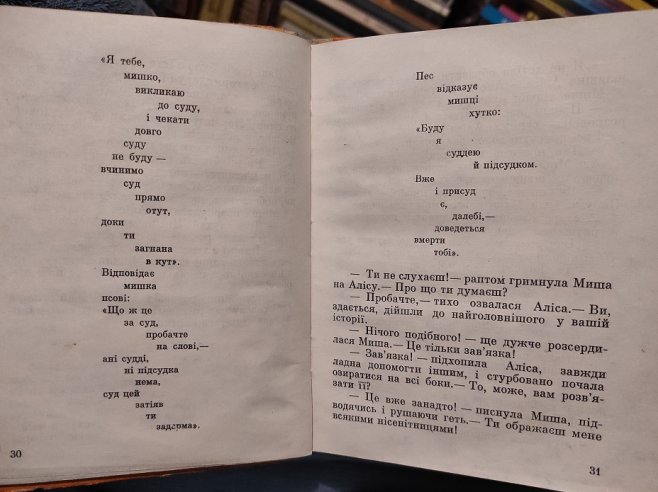 «Я тебе,
мишко,
викликаю
до суду,
і чекати
довго
суду
не буду —
вчинимо
суд
прямо
отут,
доки
ти
загнана
в кут».
Відповідає
мишка
псові:
«Що ж це
за суд,
пробачте
на слові,—
ані судді,
ні підсудка
нема,
суд цей
затіяв
ти
задарма».
30
Пес
відказує
мишці
хутко:
«Буду
я
суддею
й підсудком.
Вже
і присуд
є,
далебі,—
доведеться
вмерти
тобі».
— Ти не слухаєш!— раптом гримнула Миша
на Алісу.— Про що ти думаєш?
— Пробачте,— тихо озвалася Аліса.— Ви,
здається, дійшли до найголовнішого у вашій
історії.
— Нічого подібного! — ще дужче розсерди-
лася Миша.— Це тільки зав'язка!
— Зав'язка! — підхопила Аліса, завжди
ладна допомогти іншим, і стурбовано почала
озиратися на всі боки.— То, може, вам розв'я-
зати її?
— Це вже занадто! — писнула Миша, під-
водячись і рушаючи геть.— Ти ображаєш мене
всякими нісенітницями!
31